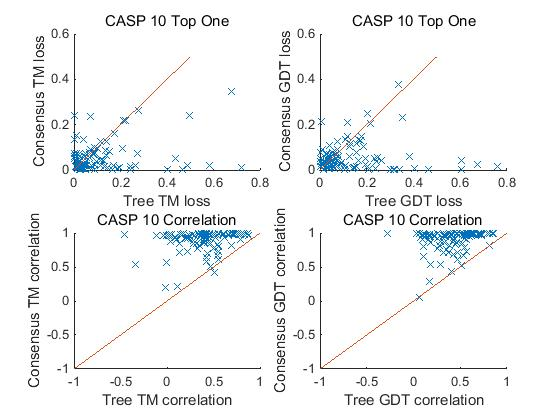 CASP 10 Top One
0.6
0.4
0.2
0
Consensus TM loss
0 0.2 0.4 0.6 0.8
Tree TM loss
CASP 10 Top One
0.6
0.4
0.2
0
Consensus GDT loss
0 0.2 0.4 0.6 0.8
Tree GDT loss
CASP 10 Correlation
1
0.5
0
-0.5
-1
Consensus TM correlation
-1 -0.5 0 0.5 1
Tree TM correlation
CASP 10 Correlation
1
0.5
0
-0.5
-1
Consensus GDT correlation
-1 -0.5 0 0.5 1
Tree GDT correlation